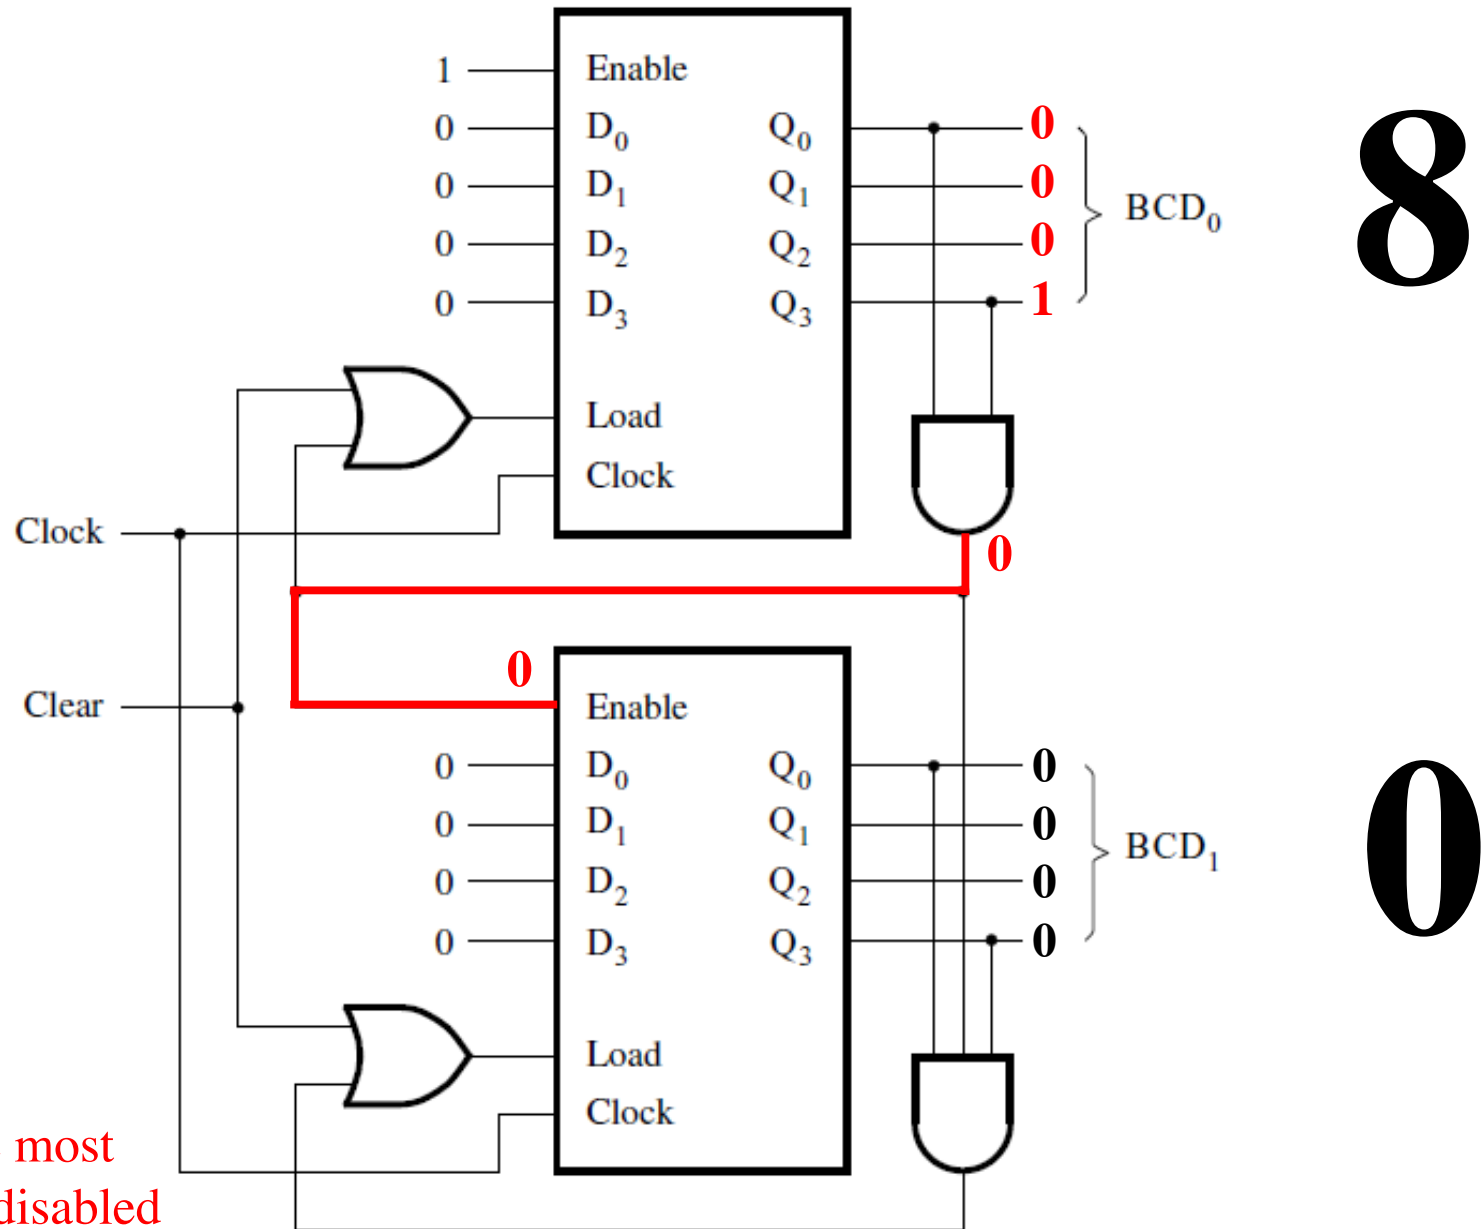 1 Enable
0 D0 Q0 0
0 D1 Q1 0
0 D2 Q2 0
0 D3 Q3 1
BCD0
8
Load
Clock
Clock
0
0
Clear
Enable
0 D0 Q0 0
0 D1 Q1 0
0 D2 Q2 0
0 D3 Q3 0
BCD1
0
Load
Clock
most
disabled